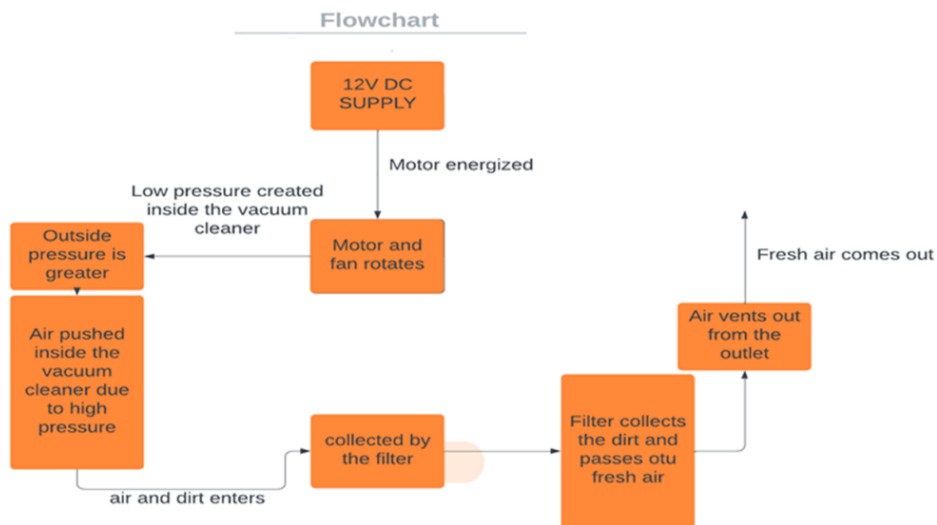 Flowchart
12V DC
SUPPLY
Motor energized
Low pressure created
inside the vacuum
cleaner
Motor and
fan rotates
Outside
pressure is
greater
Air pushed
inside the
vacuum
cleaner due
to high
pressure
air and dirt enters
collected by
the filter
Filter collects
the dirt and
passes otu
fresh air
Air vents out
from the
outlet
Fresh air comes out